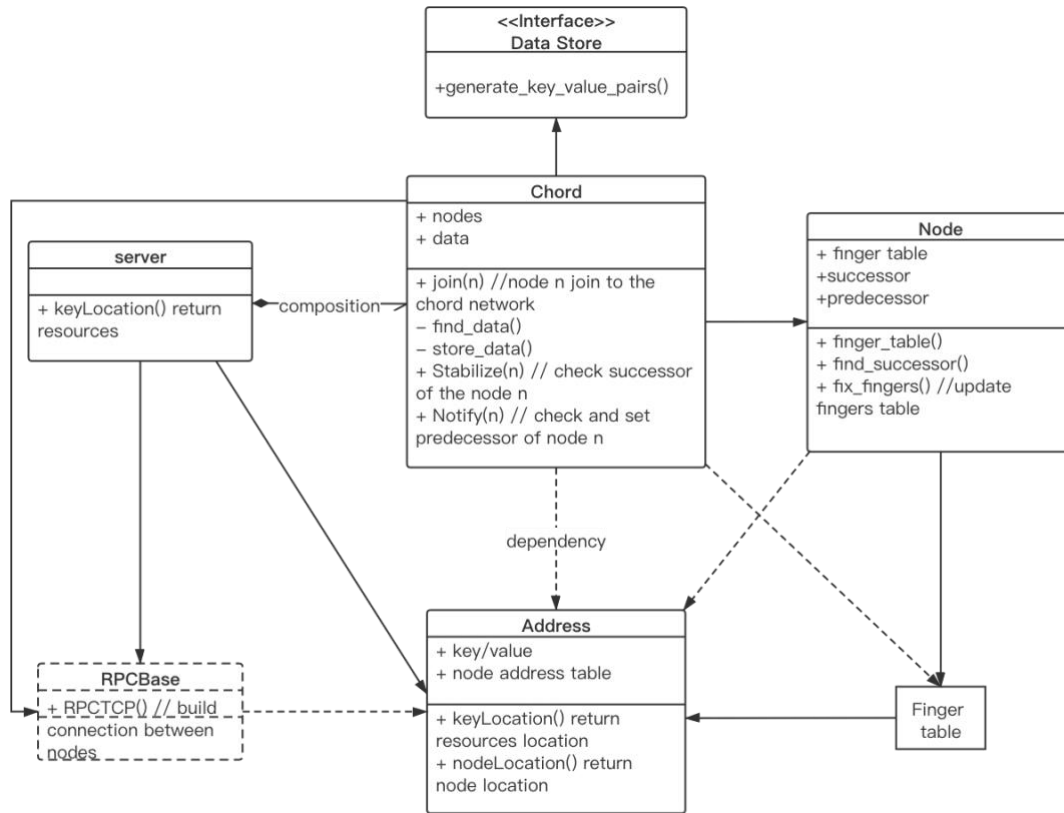 <<Interface>>
Data Store
+generate_key_value_pairs()
Chord
+ nodes
+ data
+ join(n) //node n join to the
chord network
– find_data()
– store_data()
+ Stabilize(n) // check successor
of the node n
+ Notify(n) // check and set
predecessor of node n
Node
+ finger table
+successor
+predecessor
+ finger_table()
+ find_successor()
+ fix_fingers() //update
fingers table
server
+ keyLocation() return
resources
composition
dependency
RPCBase
+ RPCTCP() // build
connection between
nodes
Address
+ key/value
+ node address table
+ keyLocation() return
resources location
+ nodeLocation() return
node location
Finger
table